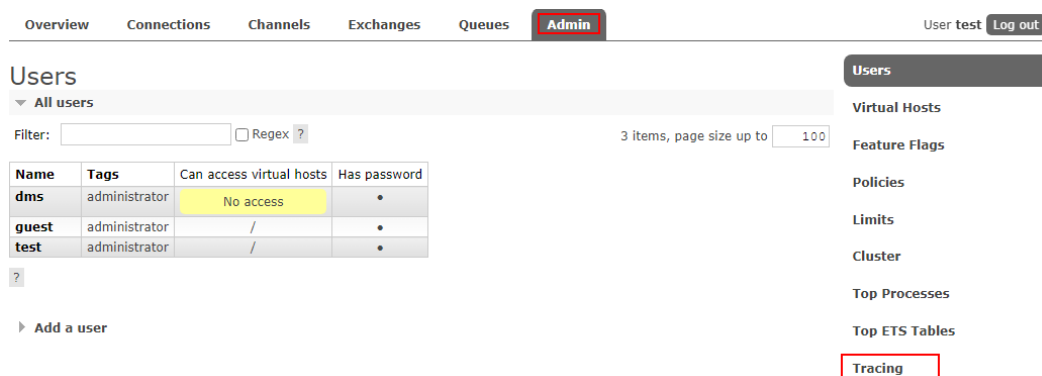 Overview Connections Channels Exchanges Queues Admin User test Log out
Users
All users
Filter: Regex ? 3 items, page size up to 100
Name Tags Can access virtual hosts Has password
dms administrator No access •
guest administrator / •
test administrator / •
?
Add a user
Users
Virtual Hosts
Feature Flags
Policies
Limits
Cluster
Top Processes
Top ETS Tables
Tracing